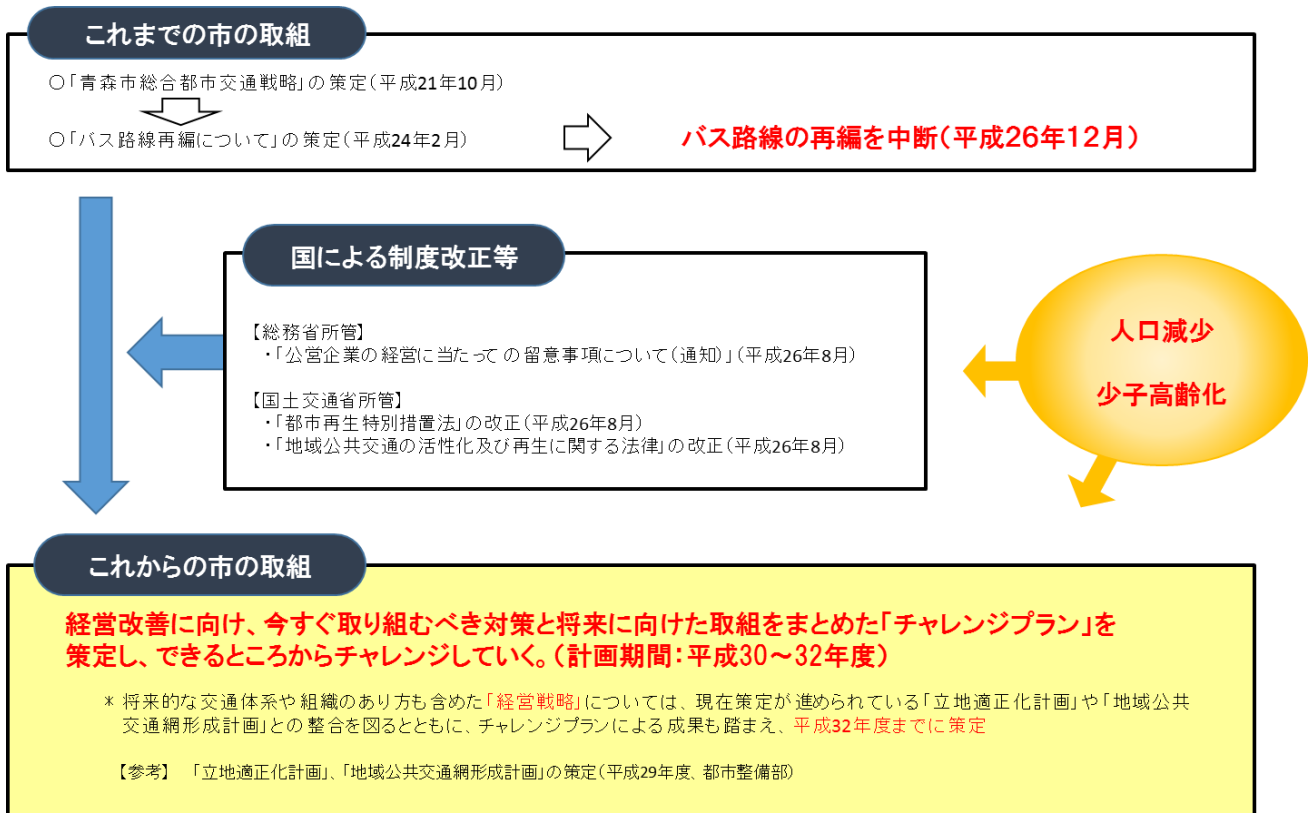 これまでの市の取組
○「青森市総合都市交通戦略」の策定(平成21年10月)
○「バス路線再編について」の策定(平成24年2月)
バス路線の再編を中断(平成26年12月)
国による制度改正等
【総務省所管】
・「公営企業の経営に当たっての留意事項について(通知)」(平成26年8月)
【国土交通省所管】
・「都市再生特別措置法」の改正(平成26年8月)
・「地域公共交通の活性化及び再生に関する法律」の改正(平成26年8月)
人口減少
少子高齢化
これからの市の取組
経営改善に向け、今すぐ取り組むべき対策と将来に向けた取組をまとめた「チャレンジプラン」を
策定し、できるところからチャレンジしていく。(計画期間:平成30~32年度)
* 将来的な交通体系や組織のあり方も含めた「経営戦略」については、現在策定が進められている「立地適正化計画」や「地域公共
交通網形成計画」との整合を図るとともに、チャレンジプランによる成果も踏まえ、平成32年度までに策定
【参考】 「立地適正化計画」、「地域公共交通網形成計画」の策定(平成29年度、都市整備部)